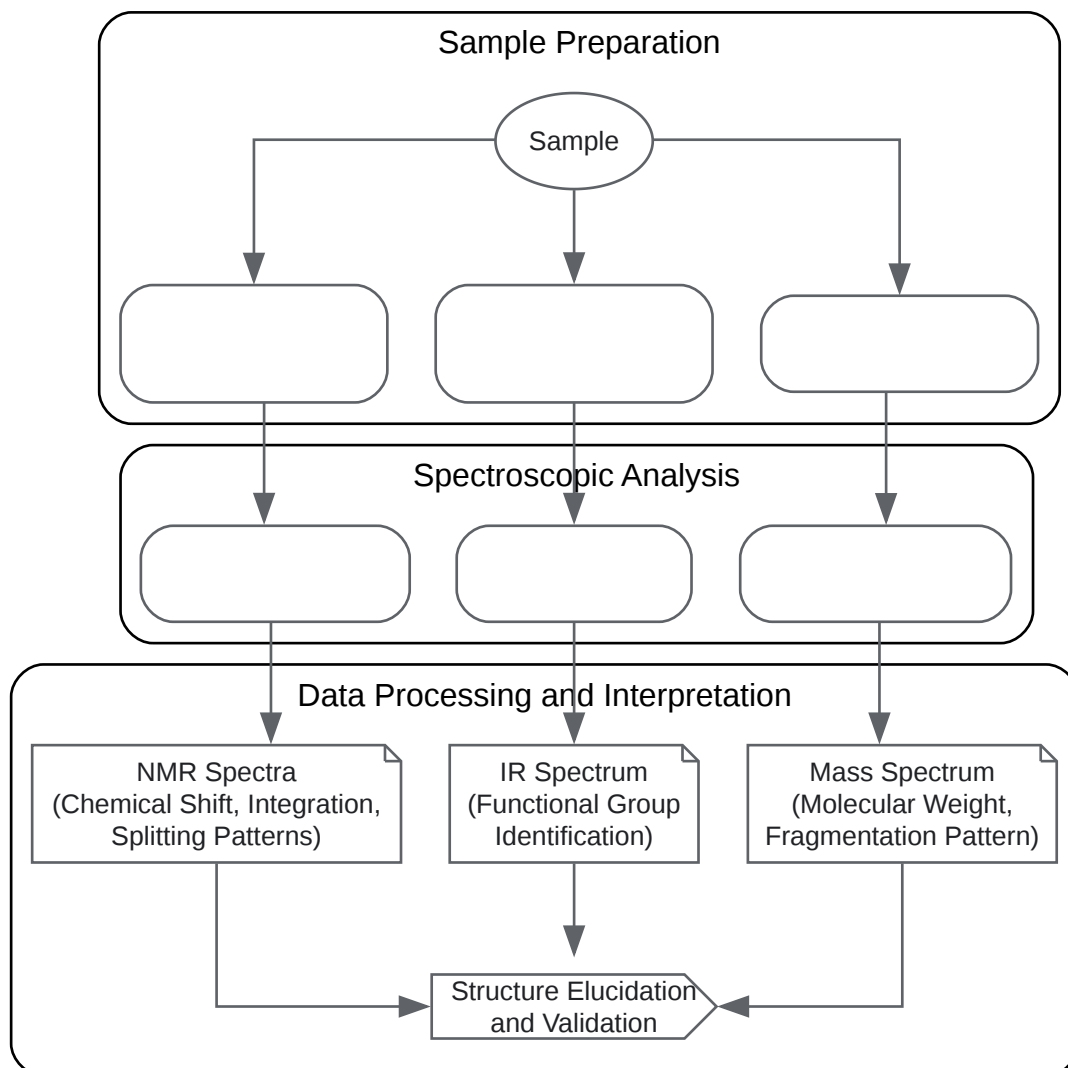 Sample Preparation
Sample
Spectroscopic Analysis
Data Processing and Interpretation
NMR Spectra
(Chemical Shift, Integration,
Splitting Patterns)
IR Spectrum
(Functional Group
Identification)
Mass Spectrum
(Molecular Weight,
Fragmentation Pattern)
Structure Elucidation
and Validation